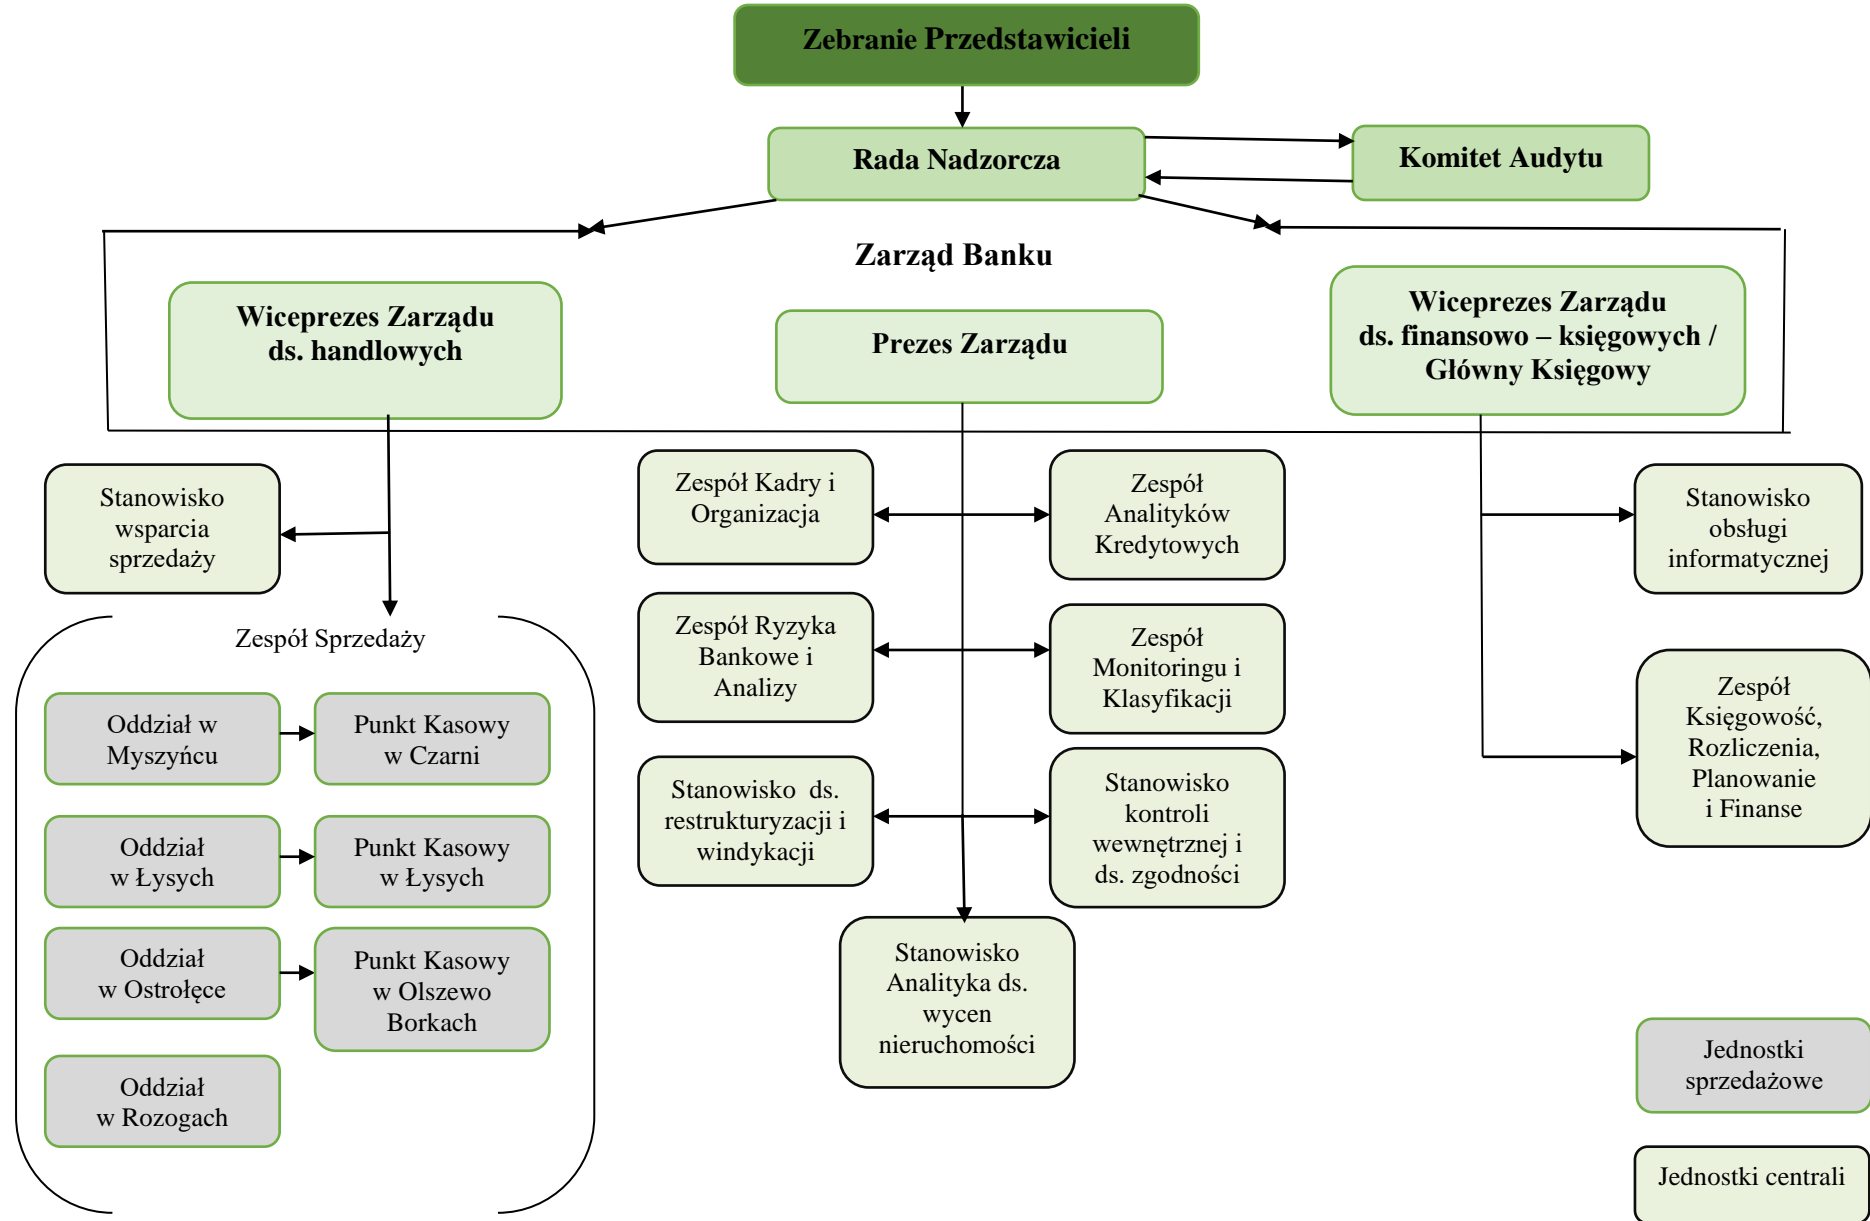 Zebranie Przedstawicieli
Rada Nadzorcza
Komitet Audytu
Zarząd Banku
Wiceprezes Zarządu
ds. handlowych
Prezes Zarządu
Wiceprezes Zarządu
ds. finansowo – księgowych /
Główny Księgowy
Stanowisko
wsparcia
sprzedaży
Zespół Kadry i
Organizacja
Zespół
Analityków
Kredytowych
Stanowisko
obsługi
informatycznej
Zespół Sprzedaży
Zespół Ryzyka
Bankowe i
Analizy
Zespół
Monitoringu i
Klasyfikacji
Zespół
Księgowość,
Rozliczenia,
Planowanie
i Finanse
Oddział w
Myszyńcu
Punkt Kasowy
w Czarni
Stanowisko ds.
restrukturyzacji i
windykacji
Stanowisko
kontroli
wewnętrznej i
ds. zgodności
Oddział
w Łysych
Punkt Kasowy
w Łysych
Oddział
w Ostrołęce
Punkt Kasowy
w Olszewo
Borkach
Stanowisko
Analityka ds.
wycen
nieruchomości
Oddział
w Rozogach
Jednostki
sprzedażowe
Jednostki centrali